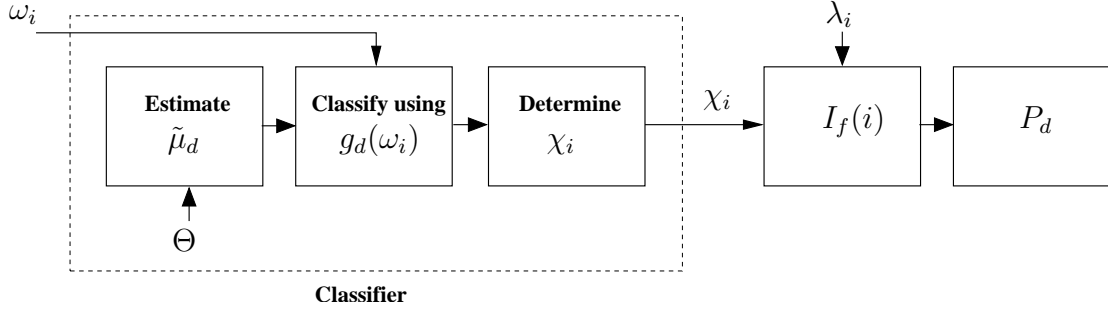 ω_i
λ_i
Estimate
μ̃_d
Classify using
g_d(ω_i)
Determine
χ_i
χ_i
I_f(i)
P_d
Θ
Classifier